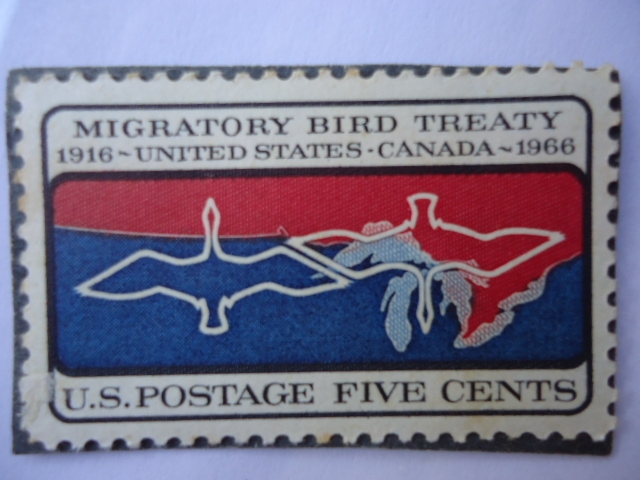 MIGRATORY BIRD TREATY
1916~UNITED STATES-CANADA~1966
U.S. POSTAGE FIVE CENTS